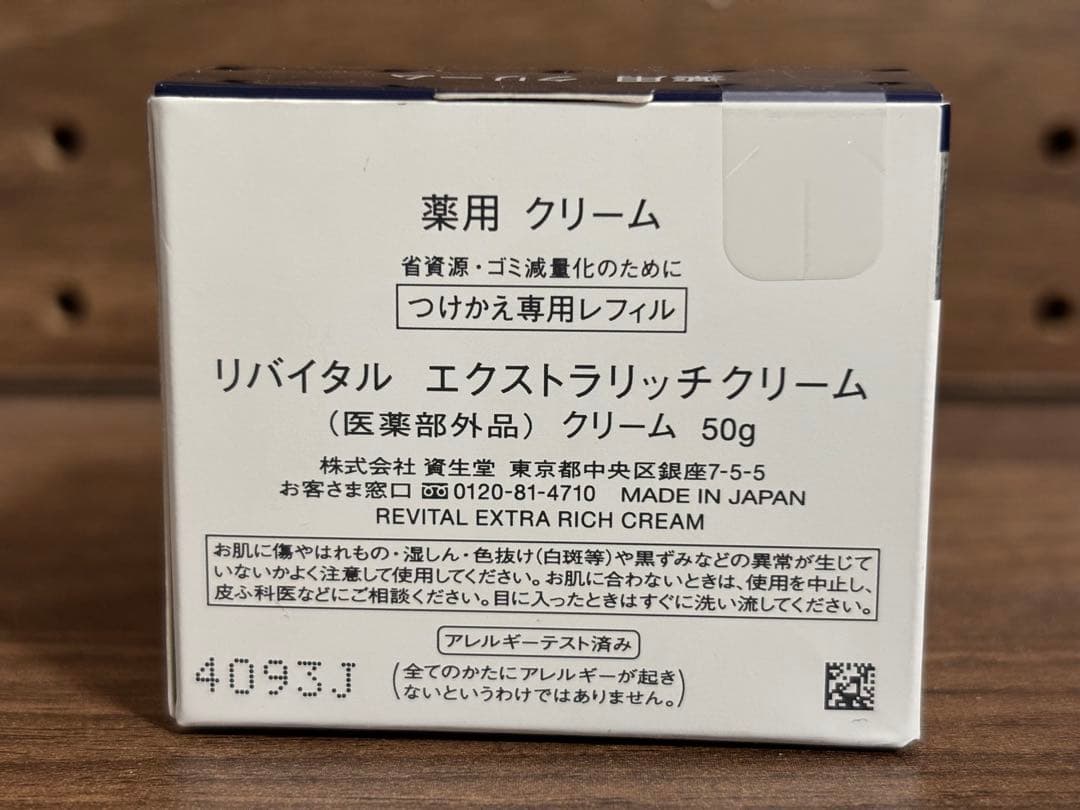 薬用 クリーム
薬用 クリーム
省資源・ゴミ減量化のために
つけかえ専用レフィル
リバイタル エクストラリッチクリーム
（医薬部外品） クリーム 50g
株式会社 資生堂 東京都中央区銀座7-5-5
お客さま窓口 0120-81-4710 MADE IN JAPAN
REVITAL EXTRA RICH CREAM
お肌に傷やはれもの・湿しん・色抜け（白斑等）や黒ずみなどの異常が生じて
いないかよく注意して使用してください。お肌に合わないときは、使用を中止し、
皮ふ科医などにご相談ください。目に入ったときはすぐに洗い流してください。
アレルギーテスト済み
（全てのかたにアレルギーが起き
ないというわけではありません。）
4093J